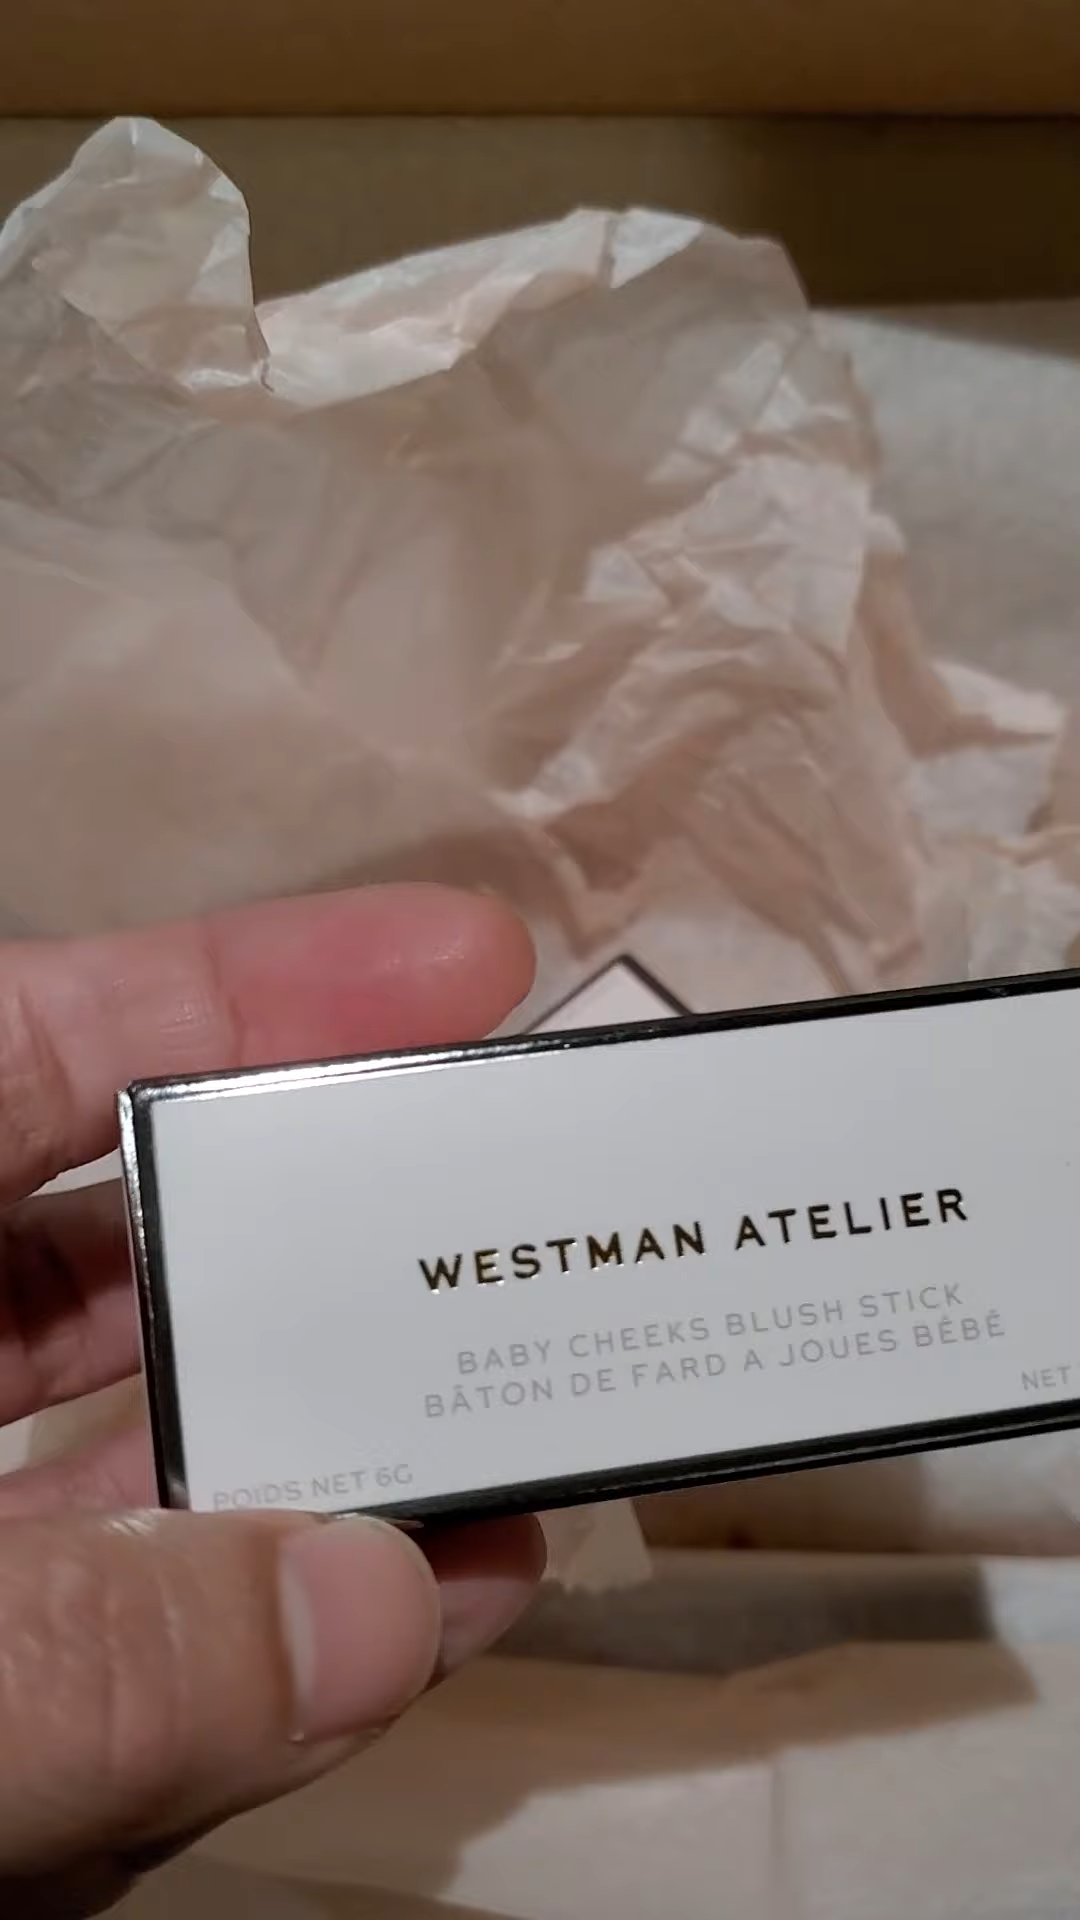 WESTMAN ATELIER
BABY CHEEKS BLUSH STICK
BÂTON DE FARD A JOUES BÉBÉ
NET
POIDS NET 6G